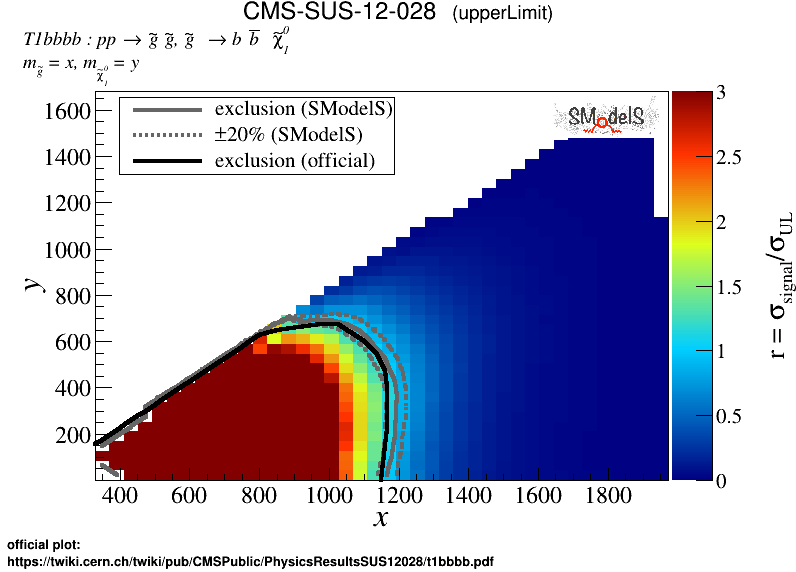 CMS-SUS-12-028 (upperLimit)
T1bbbb : pp → g̃ g̃, g̃ → b b̅ χ̃₁⁰
m_g̃ = x, m_χ̃₁⁰ = y
exclusion (SModelS)
±20% (SModelS)
exclusion (official)
SModelS
1600
1400
1200
1000
800
600
400
200
y
400 600 800 1000 1200 1400 1600 1800
x
3
2.5
2
1.5
1
0.5
0
r = σ_signal/σ_UL
official plot:
https://twiki.cern.ch/twiki/pub/CMSPublic/PhysicsResultsSUS12028/t1bbbb.pdf